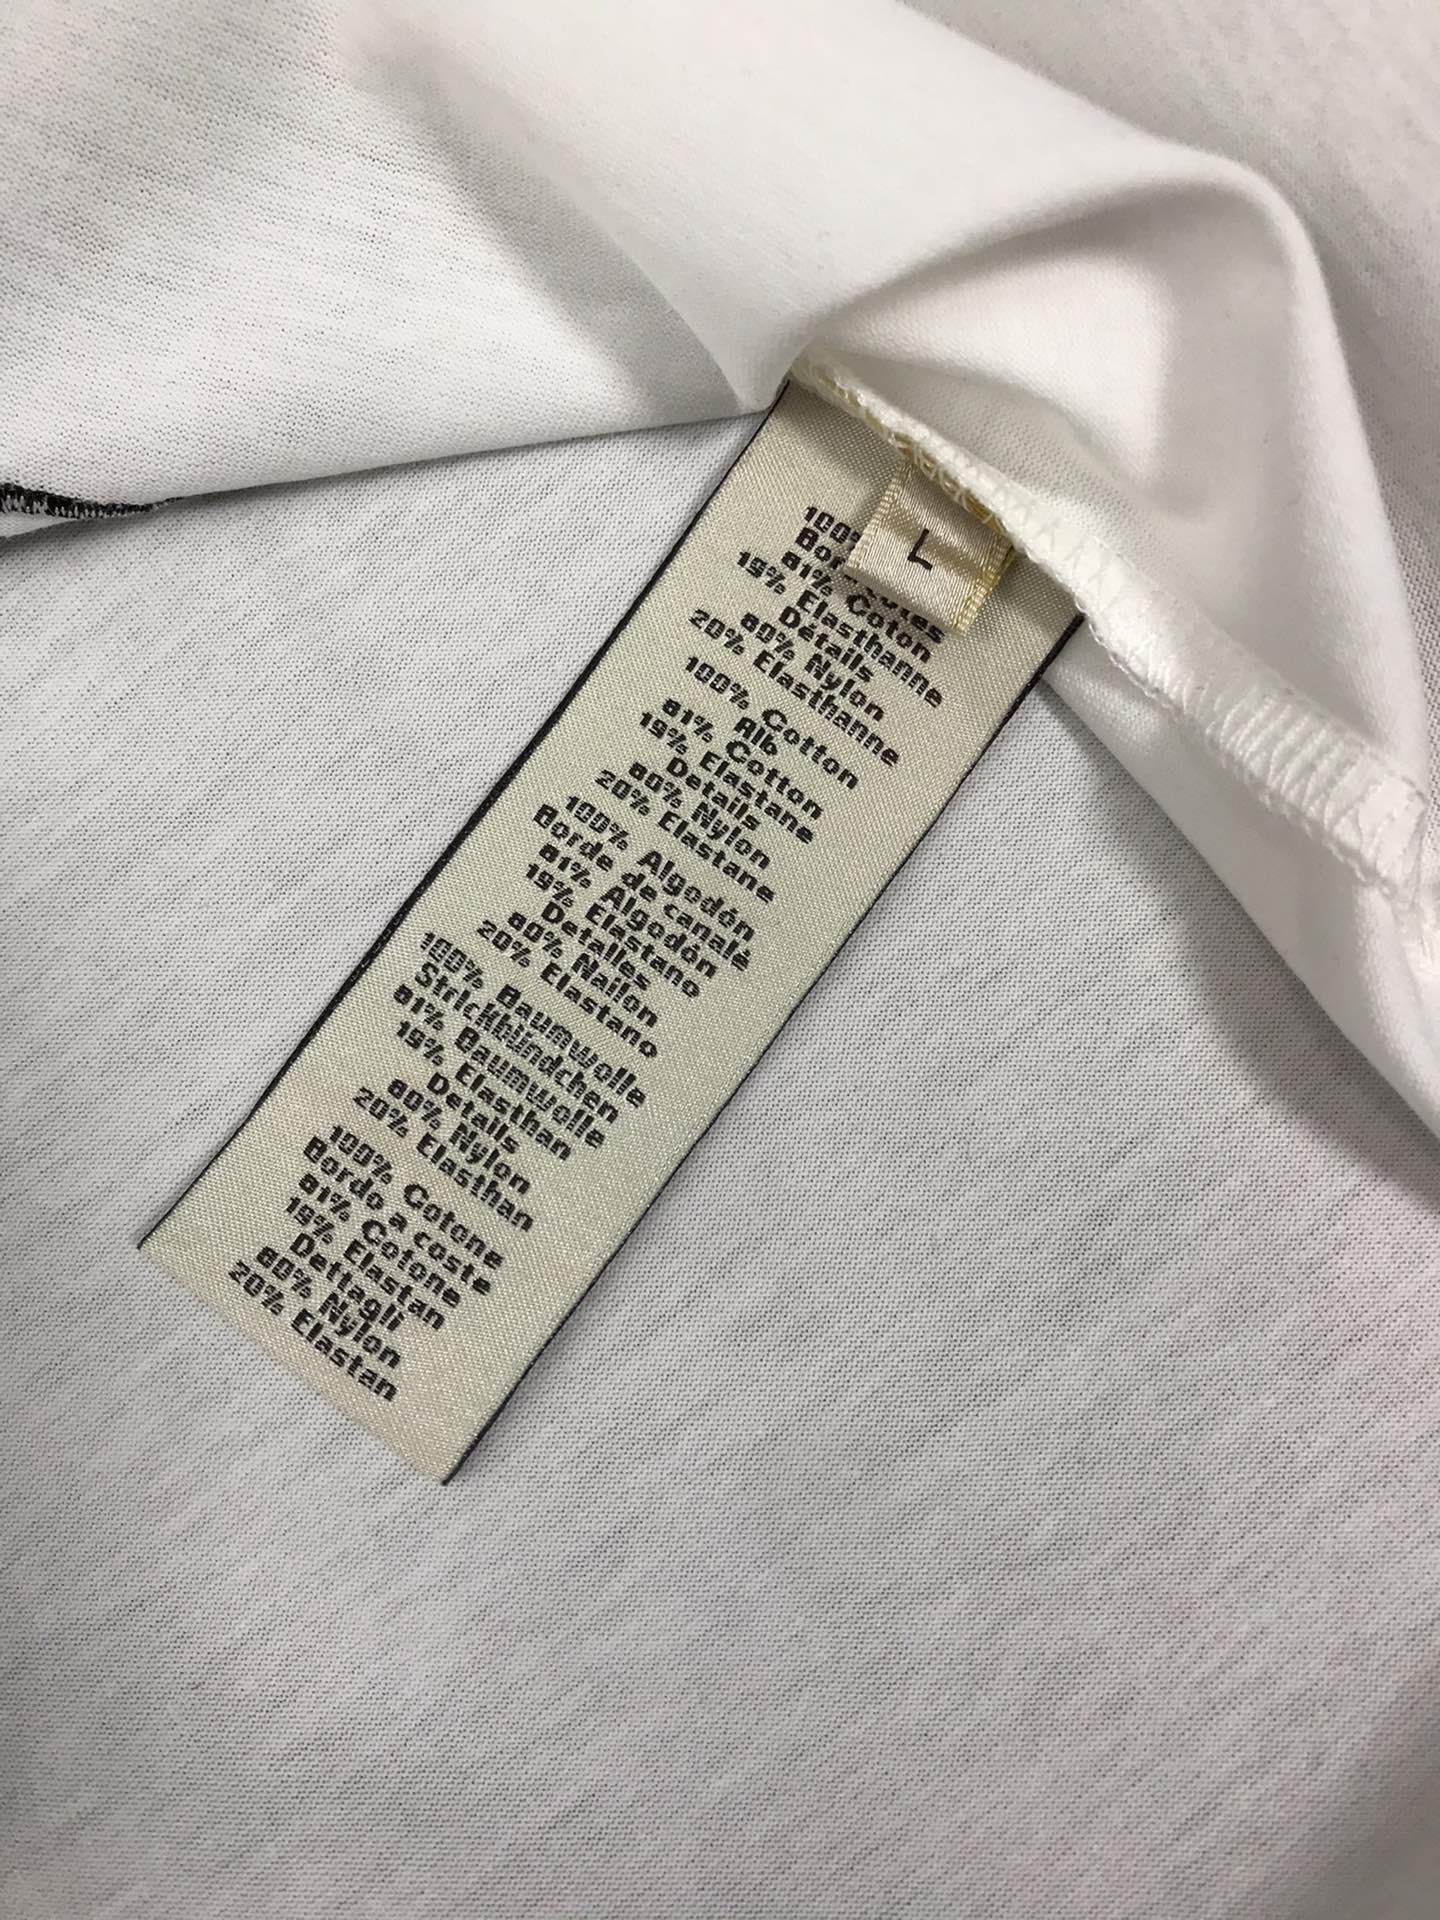 L
100%
81% Coton
19% Elasthanne
Détails
80% Nylon
20% Elasthanne
100% Cotton
Alb
81% Cotton
19% Elastane
Details
80% Nylon
20% Elastane
100% Algodón
Borde de canalé
81% Algodón
19% Elastano
Detalles
80% Nailon
20% Elastano
100% Baumwolle
Strickbündchen
81% Baumwolle
19% Elasthan
Details
80% Nylon
20% Elasthan
100% Cotone
Bordo a coste
81% Cotone
19% Elastan
Dettagli
80% Nylon
20% Elastan